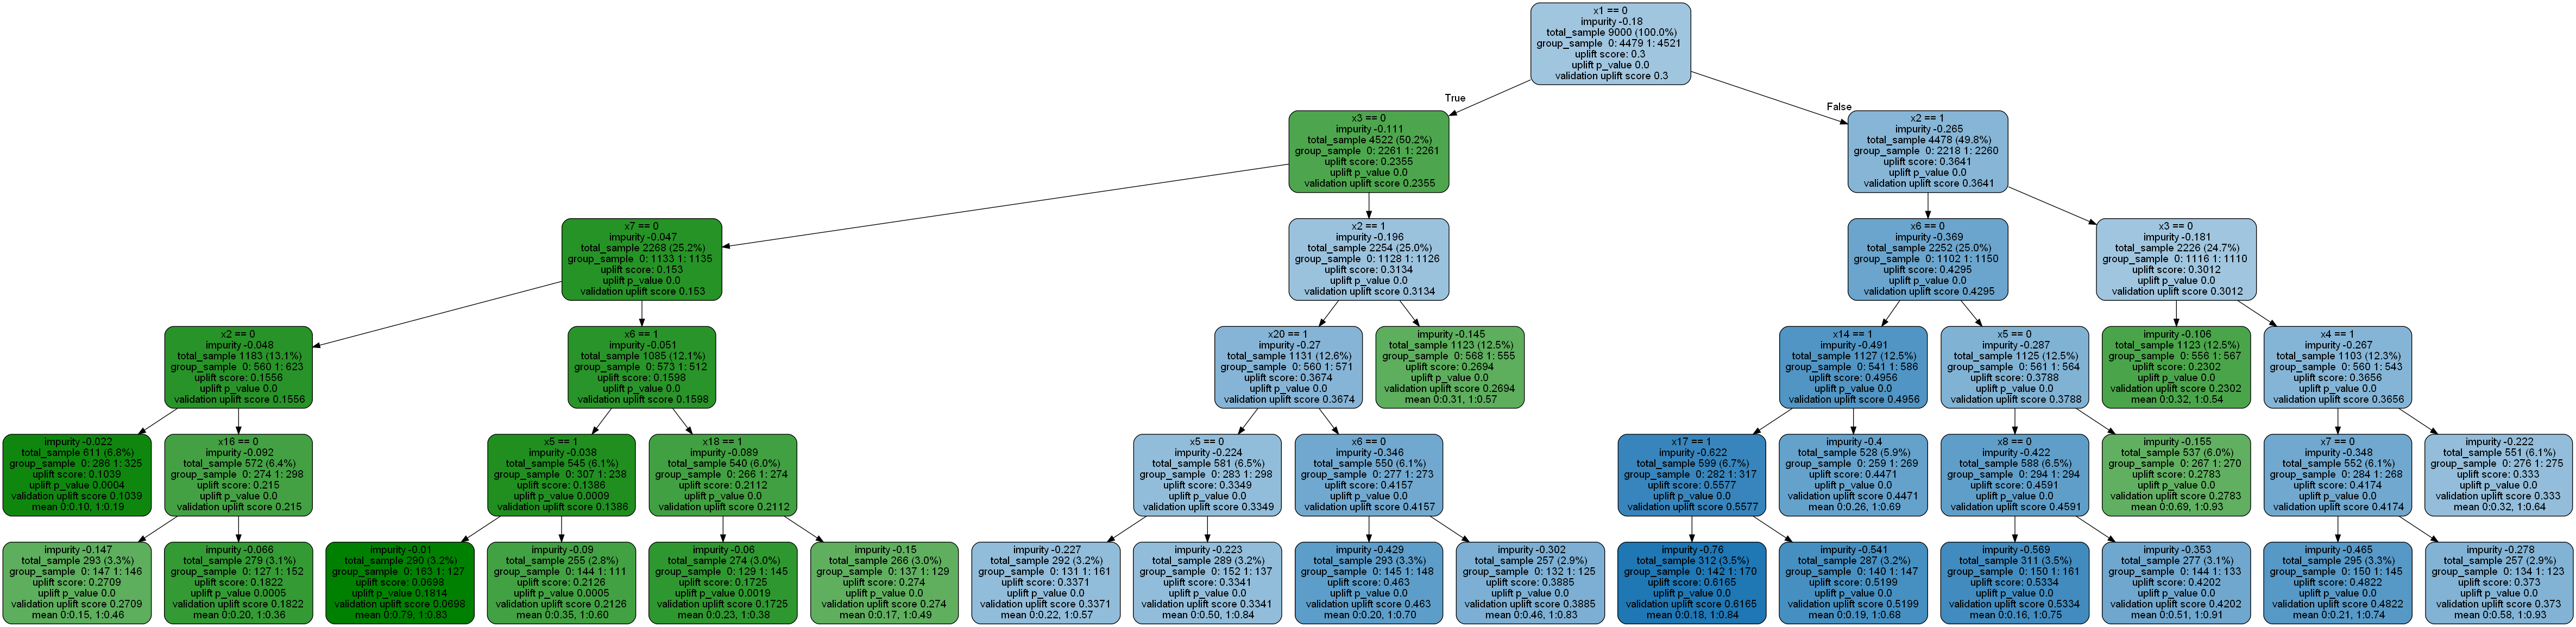 x1 == 0
impurity -0.18
total_sample 9000 (100.0%)
group_sample 0: 4479 1: 4521
uplift score: 0.3
uplift p_value 0.0
validation uplift score 0.3
True
False
x3 == 0
impurity -0.111
total_sample 4522 (50.2%)
group_sample 0: 2261 1: 2261
uplift score: 0.2355
uplift p_value 0.0
validation uplift score 0.2355
x2 == 1
impurity -0.265
total_sample 4478 (49.8%)
group_sample 0: 2218 1: 2260
uplift score: 0.3641
uplift p_value 0.0
validation uplift score 0.3641
x7 == 0
impurity -0.047
total_sample 2268 (25.2%)
group_sample 0: 1133 1: 1135
uplift score: 0.153
uplift p_value 0.0
validation uplift score 0.153
x2 == 1
impurity -0.196
total_sample 2254 (25.0%)
group_sample 0: 1128 1: 1126
uplift score: 0.3134
uplift p_value 0.0
validation uplift score 0.3134
x6 == 0
impurity -0.369
total_sample 2252 (25.0%)
group_sample 0: 1102 1: 1150
uplift score: 0.4295
uplift p_value 0.0
validation uplift score 0.4295
x3 == 0
impurity -0.181
total_sample 2226 (24.7%)
group_sample 0: 1116 1: 1110
uplift score: 0.3012
uplift p_value 0.0
validation uplift score 0.3012
x2 == 0
impurity -0.048
total_sample 1183 (13.1%)
group_sample 0: 560 1: 623
uplift score: 0.1556
uplift p_value 0.0
validation uplift score 0.1556
x6 == 1
impurity -0.051
total_sample 1085 (12.1%)
group_sample 0: 573 1: 512
uplift score: 0.1598
uplift p_value 0.0
validation uplift score 0.1598
x20 == 1
impurity -0.27
total_sample 1131 (12.6%)
group_sample 0: 560 1: 571
uplift score: 0.3674
uplift p_value 0.0
validation uplift score 0.3674
impurity -0.145
total_sample 1123 (12.5%)
group_sample 0: 568 1: 555
uplift score: 0.2694
uplift p_value 0.0
validation uplift score 0.2694
mean 0:0.31, 1:0.57
x14 == 1
impurity -0.491
total_sample 1127 (12.5%)
group_sample 0: 541 1: 586
uplift score: 0.4956
uplift p_value 0.0
validation uplift score 0.4956
x5 == 0
impurity -0.287
total_sample 1125 (12.5%)
group_sample 0: 561 1: 564
uplift score: 0.3788
uplift p_value 0.0
validation uplift score 0.3788
impurity -0.106
total_sample 1123 (12.5%)
group_sample 0: 556 1: 567
uplift score: 0.2302
uplift p_value 0.0
validation uplift score 0.2302
mean 0:0.32, 1:0.54
x4 == 1
impurity -0.267
total_sample 1103 (12.3%)
group_sample 0: 560 1: 543
uplift score: 0.3656
uplift p_value 0.0
validation uplift score 0.3656
impurity -0.022
total_sample 611 (6.8%)
group_sample 0: 286 1: 325
uplift score: 0.1039
uplift p_value 0.0004
validation uplift score 0.1039
mean 0:0.10, 1:0.19
x16 == 0
impurity -0.092
total_sample 572 (6.4%)
group_sample 0: 274 1: 298
uplift score: 0.215
uplift p_value 0.0
validation uplift score 0.215
x5 == 1
impurity -0.038
total_sample 545 (6.1%)
group_sample 0: 307 1: 238
uplift score: 0.1386
uplift p_value 0.0009
validation uplift score 0.1386
x18 == 1
impurity -0.089
total_sample 540 (6.0%)
group_sample 0: 266 1: 274
uplift score: 0.2112
uplift p_value 0.0
validation uplift score 0.2112
x5 == 0
impurity -0.224
total_sample 581 (6.5%)
group_sample 0: 283 1: 298
uplift score: 0.3349
uplift p_value 0.0
validation uplift score 0.3349
x6 == 0
impurity -0.346
total_sample 550 (6.1%)
group_sample 0: 277 1: 273
uplift score: 0.4157
uplift p_value 0.0
validation uplift score 0.4157
x17 == 1
impurity -0.622
total_sample 599 (6.7%)
group_sample 0: 282 1: 317
uplift score: 0.5577
uplift p_value 0.0
validation uplift score 0.5577
impurity -0.4
total_sample 528 (5.9%)
group_sample 0: 259 1: 269
uplift score: 0.4471
uplift p_value 0.0
validation uplift score 0.4471
mean 0:0.26, 1:0.69
x8 == 0
impurity -0.422
total_sample 588 (6.5%)
group_sample 0: 294 1: 294
uplift score: 0.4591
uplift p_value 0.0
validation uplift score 0.4591
impurity -0.155
total_sample 537 (6.0%)
group_sample 0: 267 1: 270
uplift score: 0.2783
uplift p_value 0.0
validation uplift score 0.2783
mean 0:0.69, 1:0.93
x7 == 0
impurity -0.348
total_sample 552 (6.1%)
group_sample 0: 284 1: 268
uplift score: 0.4174
uplift p_value 0.0
validation uplift score 0.4174
impurity -0.222
total_sample 551 (6.1%)
group_sample 0: 276 1: 275
uplift score: 0.333
uplift p_value 0.0
validation uplift score 0.333
mean 0:0.32, 1:0.64
impurity -0.147
total_sample 293 (3.3%)
group_sample 0: 147 1: 146
uplift score: 0.2709
uplift p_value 0.0
validation uplift score 0.2709
mean 0:0.15, 1:0.46
impurity -0.066
total_sample 279 (3.1%)
group_sample 0: 127 1: 152
uplift score: 0.1822
uplift p_value 0.0005
validation uplift score 0.1822
mean 0:0.20, 1:0.36
impurity -0.01
total_sample 290 (3.2%)
group_sample 0: 163 1: 127
uplift score: 0.0698
uplift p_value 0.1814
validation uplift score 0.0698
mean 0:0.79, 1:0.83
impurity -0.09
total_sample 255 (2.8%)
group_sample 0: 144 1: 111
uplift score: 0.2126
uplift p_value 0.0005
validation uplift score 0.2126
mean 0:0.35, 1:0.60
impurity -0.06
total_sample 274 (3.0%)
group_sample 0: 129 1: 145
uplift score: 0.1725
uplift p_value 0.0019
validation uplift score 0.1725
mean 0:0.23, 1:0.38
impurity -0.15
total_sample 266 (3.0%)
group_sample 0: 137 1: 129
uplift score: 0.274
uplift p_value 0.0
validation uplift score 0.274
mean 0:0.17, 1:0.49
impurity -0.227
total_sample 292 (3.2%)
group_sample 0: 131 1: 161
uplift score: 0.3371
uplift p_value 0.0
validation uplift score 0.3371
mean 0:0.22, 1:0.57
impurity -0.223
total_sample 289 (3.2%)
group_sample 0: 152 1: 137
uplift score: 0.3341
uplift p_value 0.0
validation uplift score 0.3341
mean 0:0.50, 1:0.84
impurity -0.429
total_sample 293 (3.3%)
group_sample 0: 145 1: 148
uplift score: 0.463
uplift p_value 0.0
validation uplift score 0.463
mean 0:0.20, 1:0.70
impurity -0.302
total_sample 257 (2.9%)
group_sample 0: 132 1: 125
uplift score: 0.3885
uplift p_value 0.0
validation uplift score 0.3885
mean 0:0.46, 1:0.83
impurity -0.76
total_sample 312 (3.5%)
group_sample 0: 142 1: 170
uplift score: 0.6165
uplift p_value 0.0
validation uplift score 0.6165
mean 0:0.18, 1:0.84
impurity -0.541
total_sample 287 (3.2%)
group_sample 0: 140 1: 147
uplift score: 0.5199
uplift p_value 0.0
validation uplift score 0.5199
mean 0:0.19, 1:0.68
impurity -0.569
total_sample 311 (3.5%)
group_sample 0: 150 1: 161
uplift score: 0.5334
uplift p_value 0.0
validation uplift score 0.5334
mean 0:0.16, 1:0.75
impurity -0.353
total_sample 277 (3.1%)
group_sample 0: 144 1: 133
uplift score: 0.4202
uplift p_value 0.0
validation uplift score 0.4202
mean 0:0.51, 1:0.91
impurity -0.465
total_sample 295 (3.3%)
group_sample 0: 150 1: 145
uplift score: 0.4822
uplift p_value 0.0
validation uplift score 0.4822
mean 0:0.21, 1:0.74
impurity -0.278
total_sample 257 (2.9%)
group_sample 0: 134 1: 123
uplift score: 0.373
uplift p_value 0.0
validation uplift score 0.373
mean 0:0.58, 1:0.93